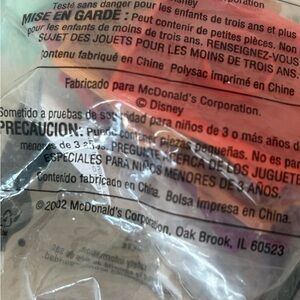 © Disney
Testé sans danger pour les enfants de trois ans et plus
MISE EN GARDE: Peut contenir de petites pièces. Non
pour les enfants de moins de trois ans. RENSEIGNEZ-VOUS
SUJET DES JOUETS POUR LES MOINS DE TROIS ANS.
Contenu fabriqué en Chine Polysac Imprimé en Chine
Fabricado para McDonald's Corporation.
© Disney
Sometido a pruebas de seguridad para niños de 3 o más años d
PRECAUCION: Puede contener piezas pequeñas. No es pa
menores de 3 años. PREGUNTE ACERCA DE LOS JUGUETE
ESPECIALES PARA NIÑOS MENORES DE 3 AÑOS.
Contenido fabricado en China. Bolsa Impresa en China.
©2002 McDonald's Corporation, Oak Brook, IL 60523